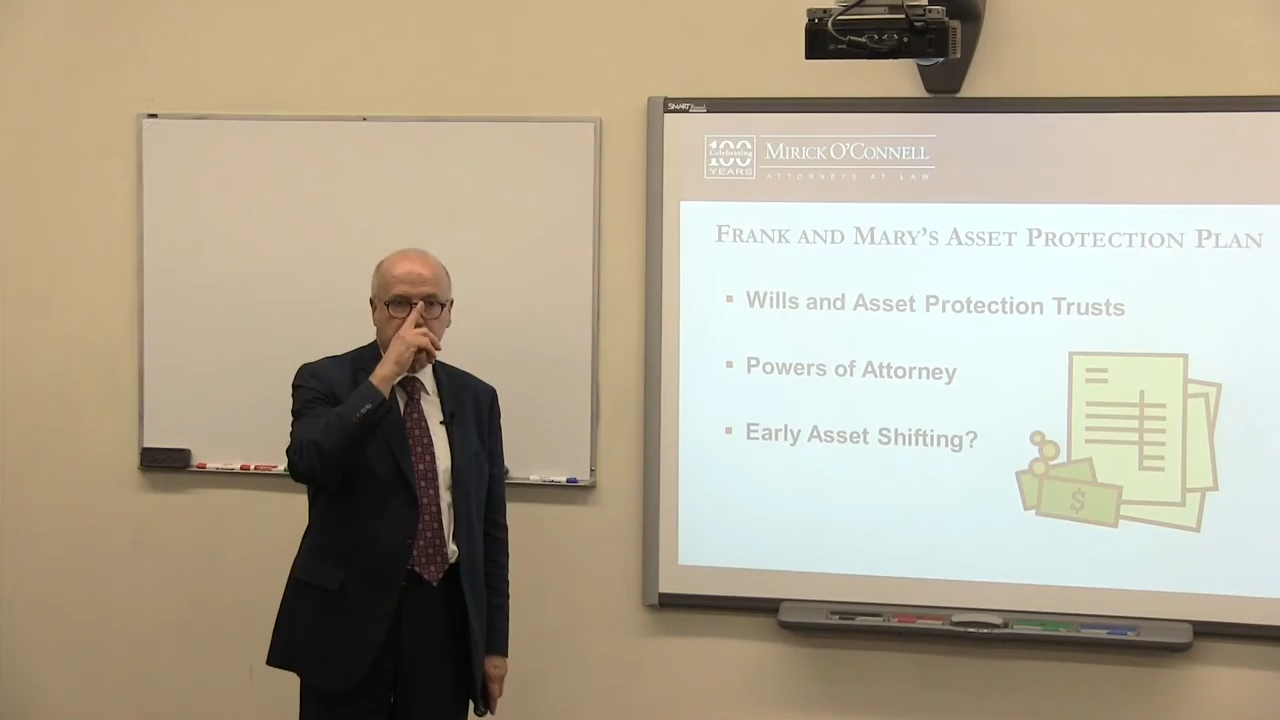 SMART Board
Celebrating
100
YEARS
MIRICK O'CONNELL
ATTORNEYS AT LAW
FRANK AND MARY'S ASSET PROTECTION PLAN
▪ Wills and Asset Protection Trusts
▪ Powers of Attorney
▪ Early Asset Shifting?
$